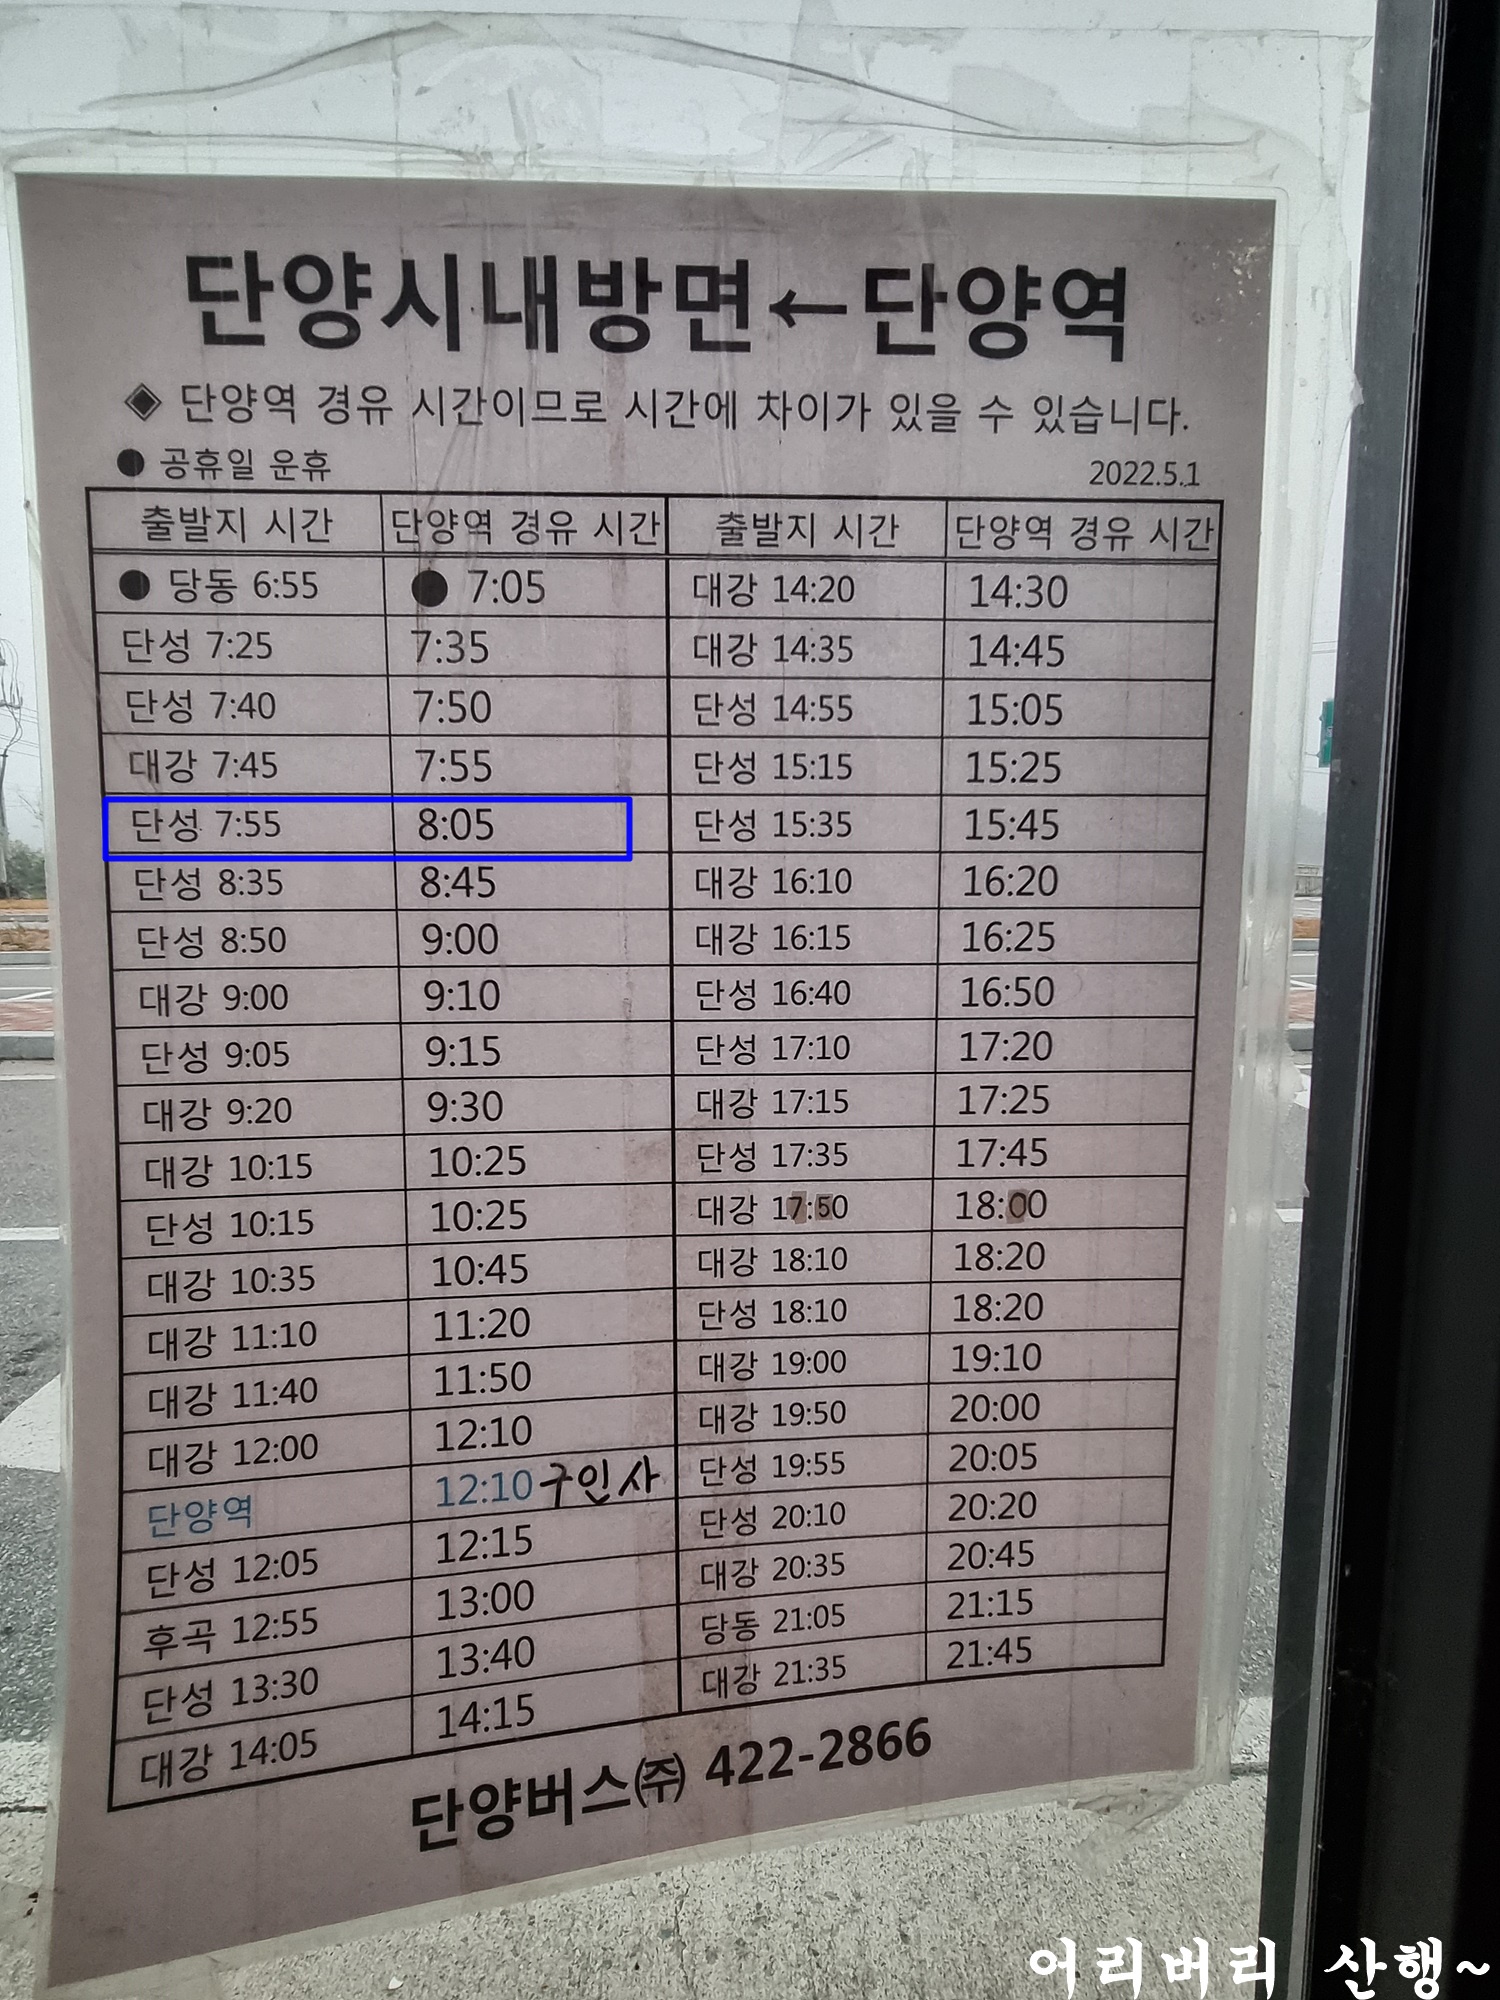 단양시내방면←단양역
◈ 단양역 경유 시간이므로 시간에 차이가 있을 수 있습니다.
● 공휴일 운휴 2022.5.1
출발지 시간 단양역 경유 시간 출발지 시간 단양역 경유 시간
● 당동 6:55 ● 7:05 대강 14:20 14:30
단성 7:25 7:35 대강 14:35 14:45
단성 7:40 7:50 단성 14:55 15:05
대강 7:45 7:55 단성 15:15 15:25
단성 7:55 8:05 단성 15:35 15:45
단성 8:35 8:45 대강 16:10 16:20
단성 8:50 9:00 대강 16:15 16:25
대강 9:00 9:10 단성 16:40 16:50
단성 9:05 9:15 단성 17:10 17:20
대강 9:20 9:30 대강 17:15 17:25
대강 10:15 10:25 단성 17:35 17:45
단성 10:15 10:25 대강 17:50 18:00
대강 10:35 10:45 대강 18:10 18:20
대강 11:10 11:20 단성 18:10 18:20
대강 11:40 11:50 대강 19:00 19:10
대강 12:00 12:10 대강 19:50 20:00
단양역 12:10 구인사 단성 19:55 20:05
단성 12:05 12:15 단성 20:10 20:20
후곡 12:55 13:00 대강 20:35 20:45
단성 13:30 13:40 당동 21:05 21:15
대강 14:05 14:15 대강 21:35 21:45
단양버스㈜ 422-2866
어리버리 산행~